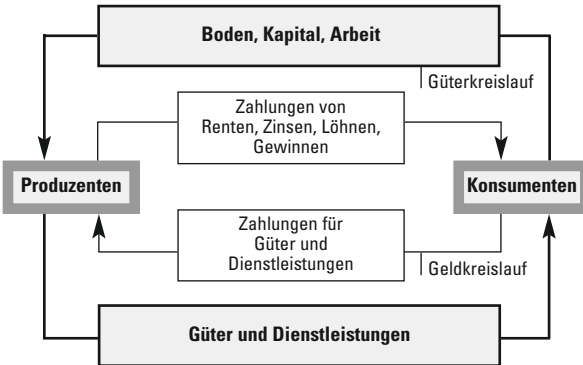 Boden, Kapital, Arbeit
Güterkreislauf
Zahlungen von
Renten, Zinsen, Löhnen,
Gewinnen
Produzenten
Konsumenten
Zahlungen für
Güter und
Dienstleistungen
Geldkreislauf
Güter und Dienstleistungen